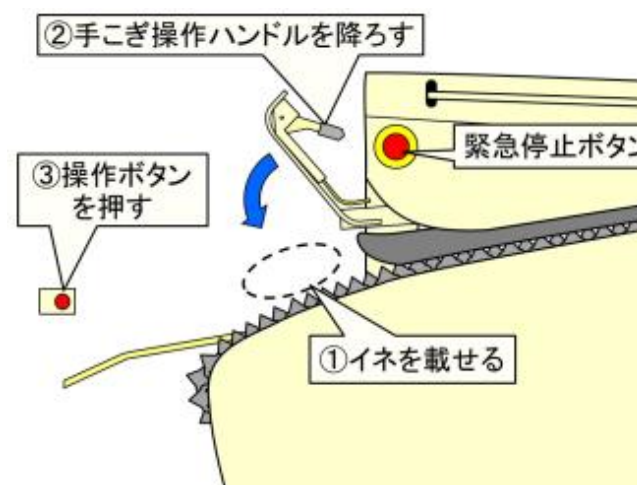 ②手こぎ操作ハンドルを降ろす
緊急停止ボタン
③操作ボタン
を押す
①イネを載せる